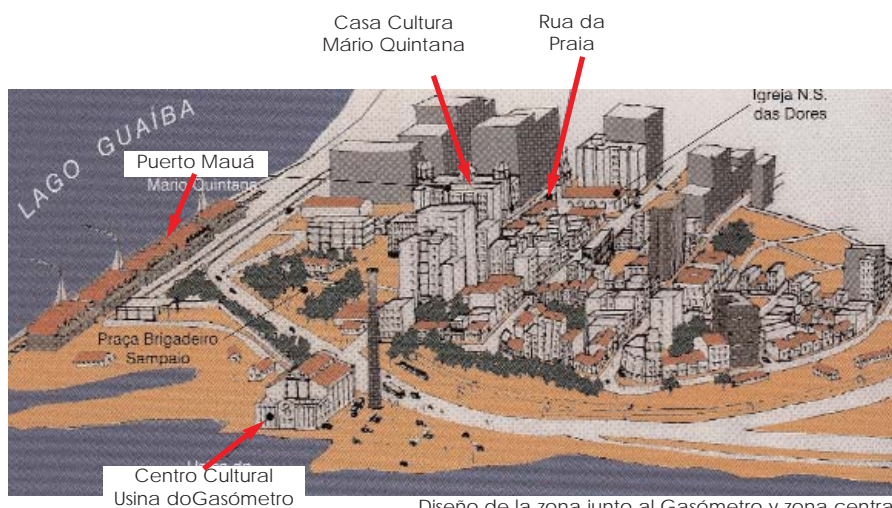 Casa Cultura
Mário Quintana
Rua da
Praia
Igreja N.S.
das Dores
LAGO GUAÍBA
Puerto Mauá
Mário Quintana
Praça Brigadeiro
Sampaio
Centro Cultural
Usina doGasómetro
Diseño de la zona junto al Gasómetro y zona centra